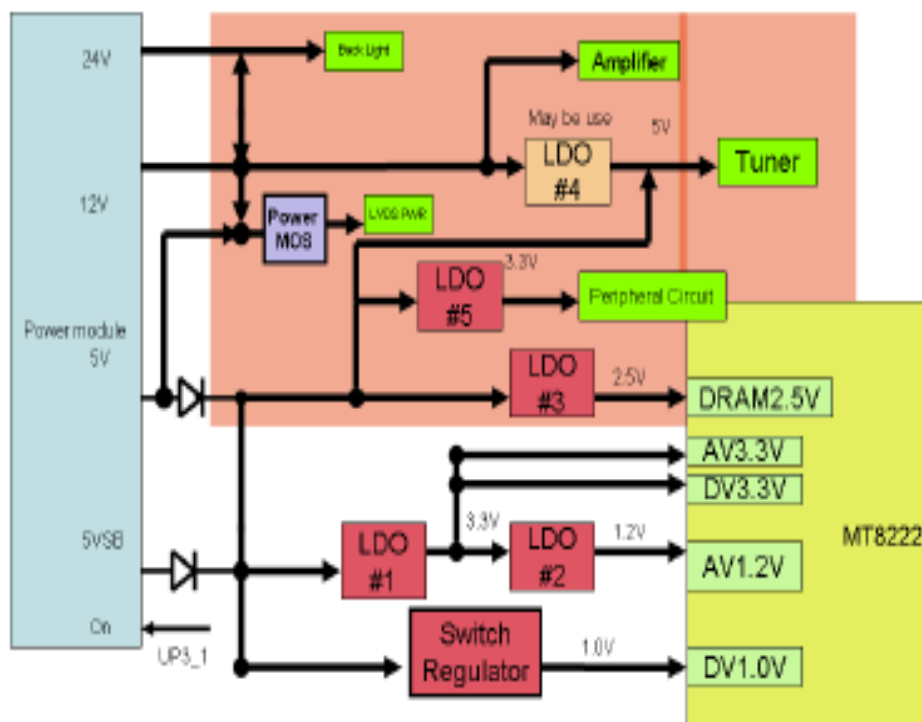 24V
Back Light
Amplifier
May be use
5V
LDO
#4
Tuner
12V
Power
MOS
LVDS PWR
3.3V
LDO
#5
Peripheral Circuit
Power module
5V
LDO
#3
2.5V
DRAM2.5V
AV3.3V
DV3.3V
MT8222
5VSB
LDO
#1
3.3V
LDO
#2
1.2V
AV1.2V
On
UP3_1
Switch
Regulator
1.0V
DV1.0V